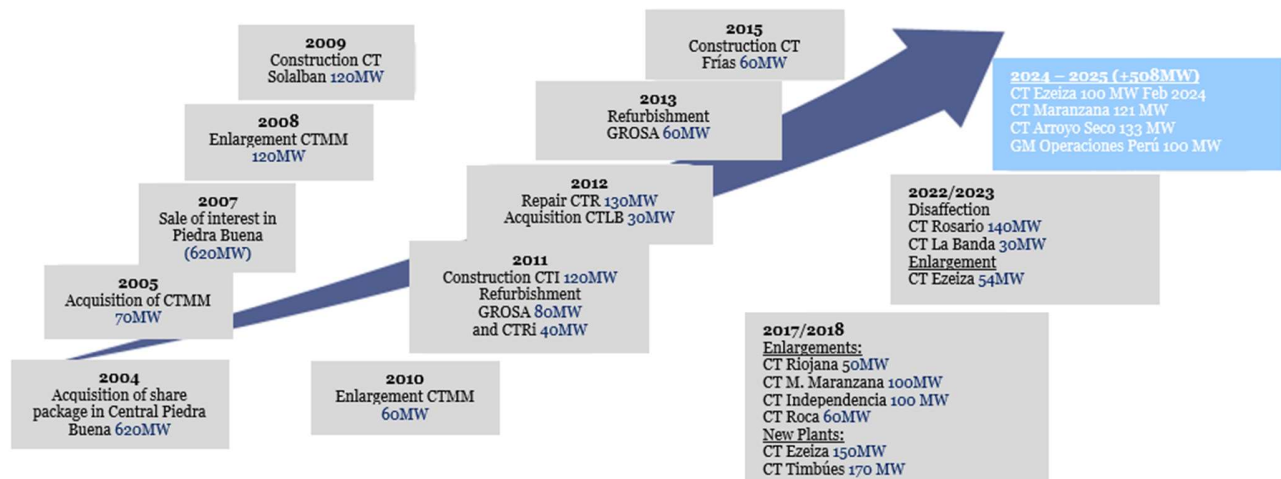 2004
Acquisition of share
package in Central Piedra
Buena 620MW
2005
Acquisition of CTMM
70MW
2007
Sale of interest in
Piedra Buena
(620MW)
2008
Enlargement CTMM
120MW
2009
Construction CT
Solalban 120MW
2010
Enlargement CTMM
60MW
2011
Construction CTI 120MW
Refurbishment
GROSA 80MW
and CTRi 40MW
2012
Repair CTR 130MW
Acquisition CTLB 30MW
2013
Refurbishment
GROSA 60MW
2015
Construction CT
Frías 60MW
2017/2018
Enlargements:
CT Riojana 50MW
CT M. Maranzana 100MW
CT Independencia 100 MW
CT Roca 60MW
New Plants:
CT Ezeiza 150MW
CT Timbúes 170 MW
2022/2023
Disaffection
CT Rosario 140MW
CT La Banda 30MW
Enlargement
CT Ezeiza 54MW
2024 – 2025 (+508MW)
CT Ezeiza 100 MW Feb 2024
CT Maranzana 121 MW
CT Arroyo Seco 133 MW
GM Operaciones Perú 100 MW